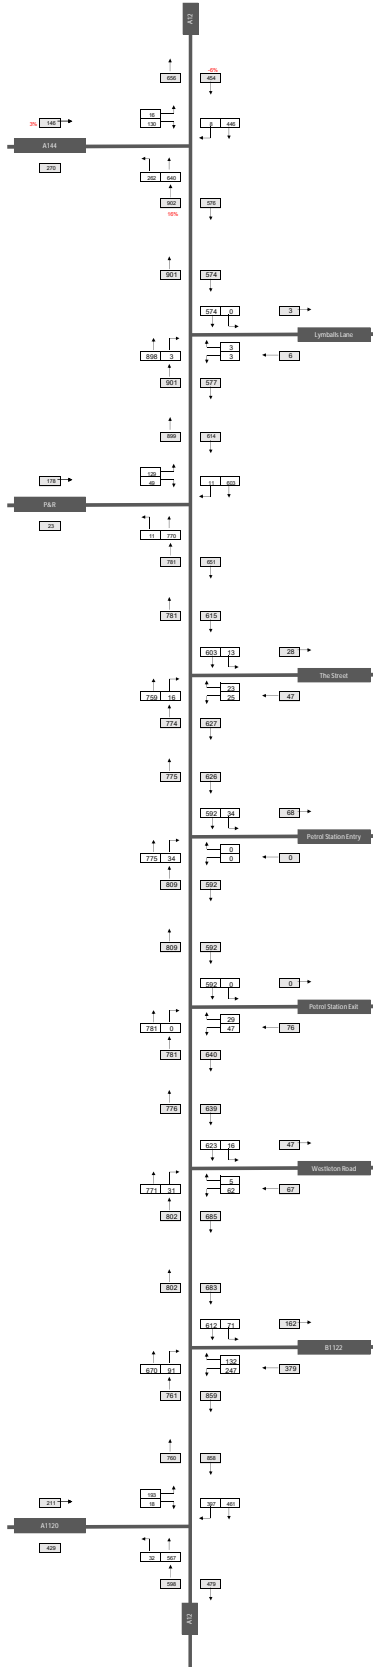 A12
656 -6% 454
3% 146 16 130 8 446
A144
270 262 640
902 576
16%
901 574
574 0 3
Lymballs Lane
898 3 3 3 6
901 577
899 614
178 129 49 11 603
P&R
23 11 770
781 651
781 615
603 13 28
The Street
759 16 23 25 47
774 627
775 626
592 34 68
Petrol Station Entry
775 34 0 0 0
809 592
809 592
592 0 0
Petrol Station Exit
781 0 29 47 76
781 640
776 639
623 16 47
Westleton Road
771 31 5 62 67
802 685
802 683
612 71 162
B1122
670 91 132 247 379
761 859
760 858
211 193 18 397 461
A1120
429 32 567
598 479
A12